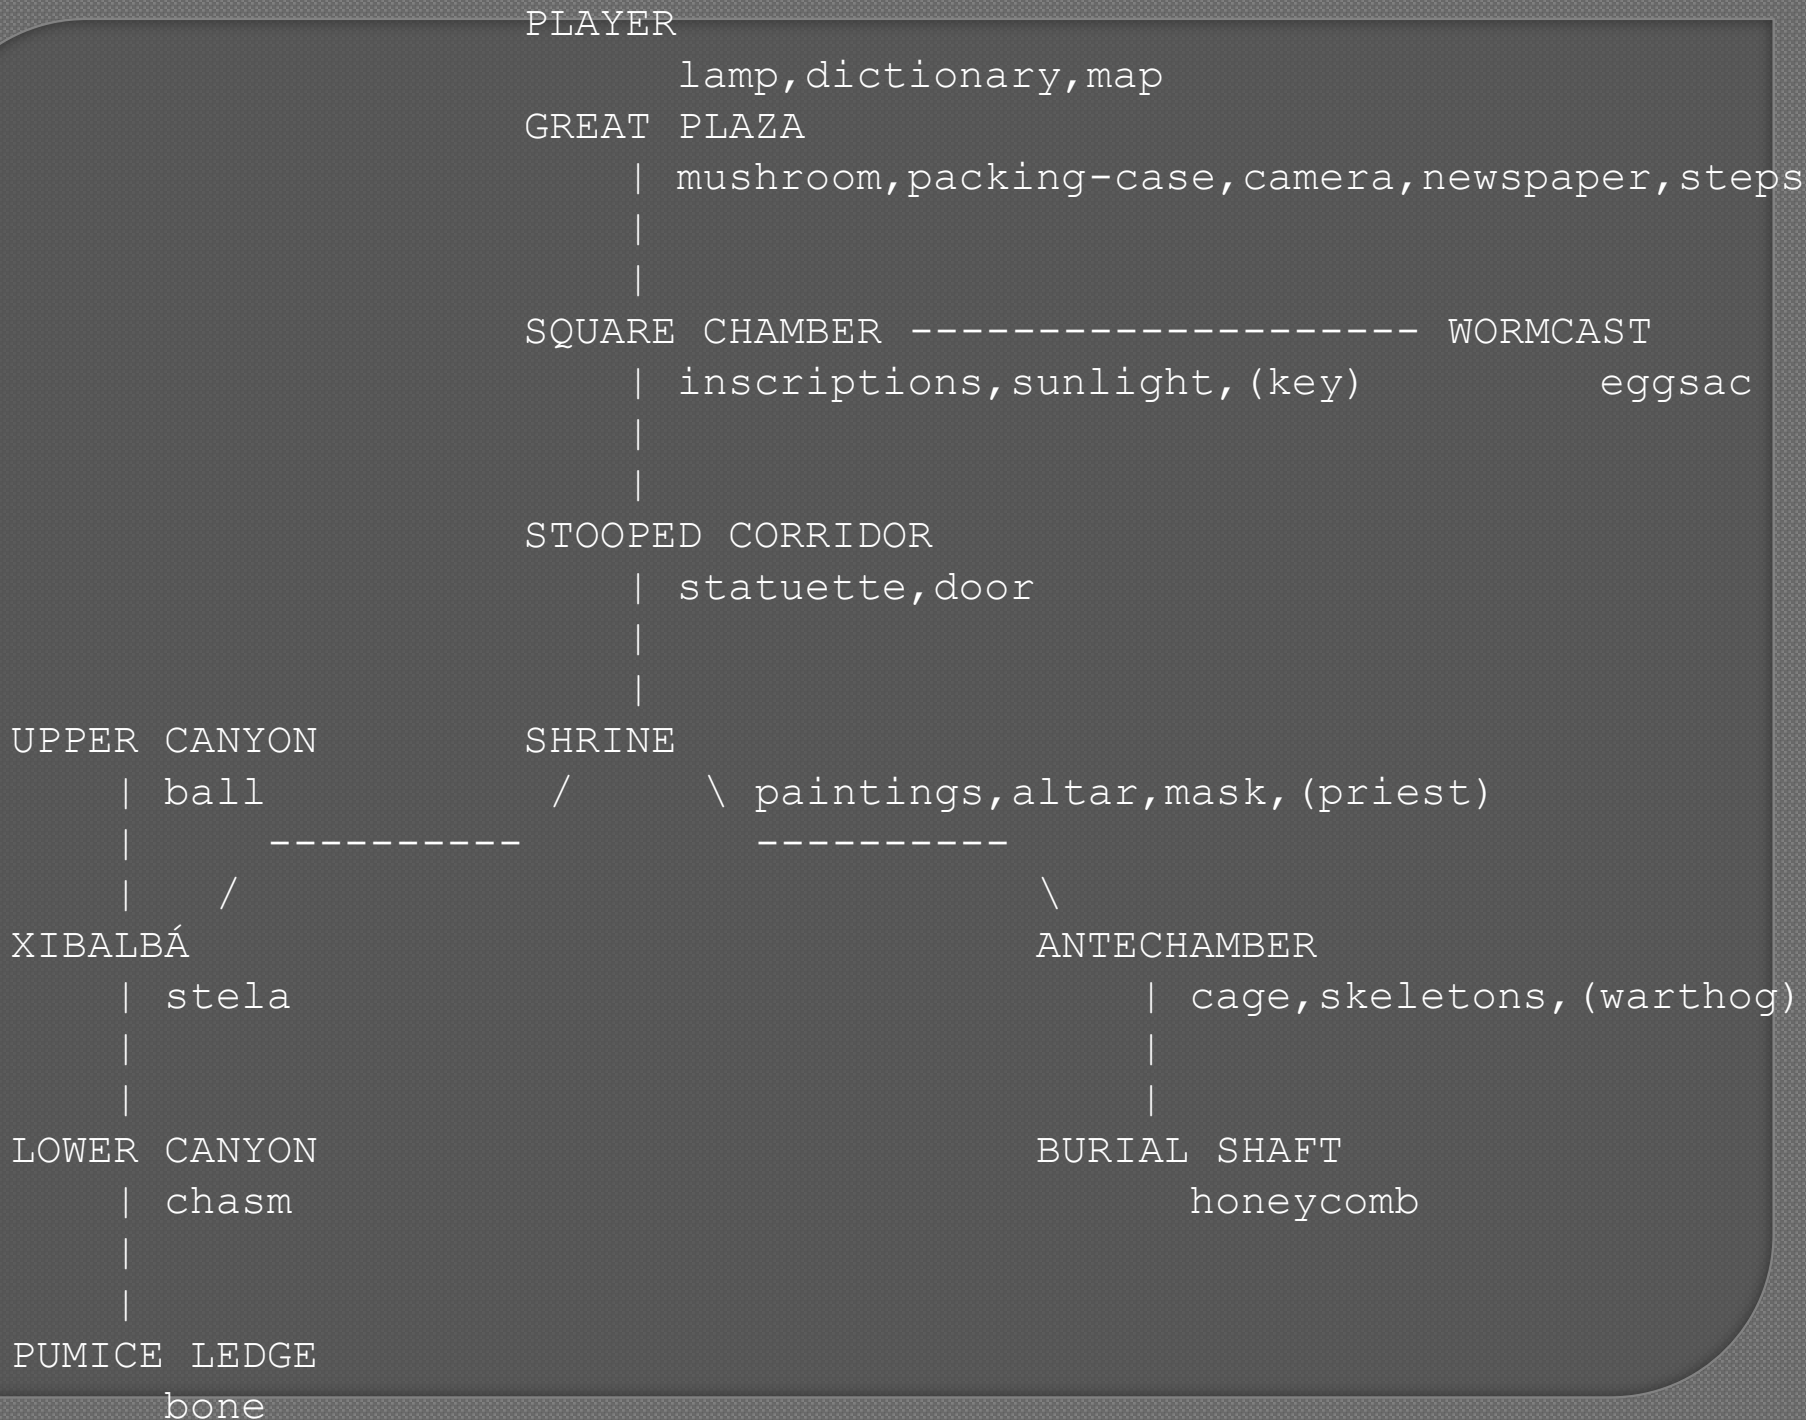 PLAYER
lamp,dictionary,map
GREAT PLAZA
| mushroom,packing-case,camera,newspaper,steps
|
|
SQUARE CHAMBER -------------------- WORMCAST
| inscriptions,sunlight,(key) eggsac
|
|
STOOPED CORRIDOR
| statuette,door
|
|
UPPER CANYON SHRINE
| ball / \ paintings,altar,mask,(priest)
| ---------- ----------
| / \
XIBALBÁ ANTECHAMBER
| stela | cage,skeletons,(warthog)
| |
| |
LOWER CANYON BURIAL SHAFT
| chasm honeycomb
|
|
PUMICE LEDGE
bone